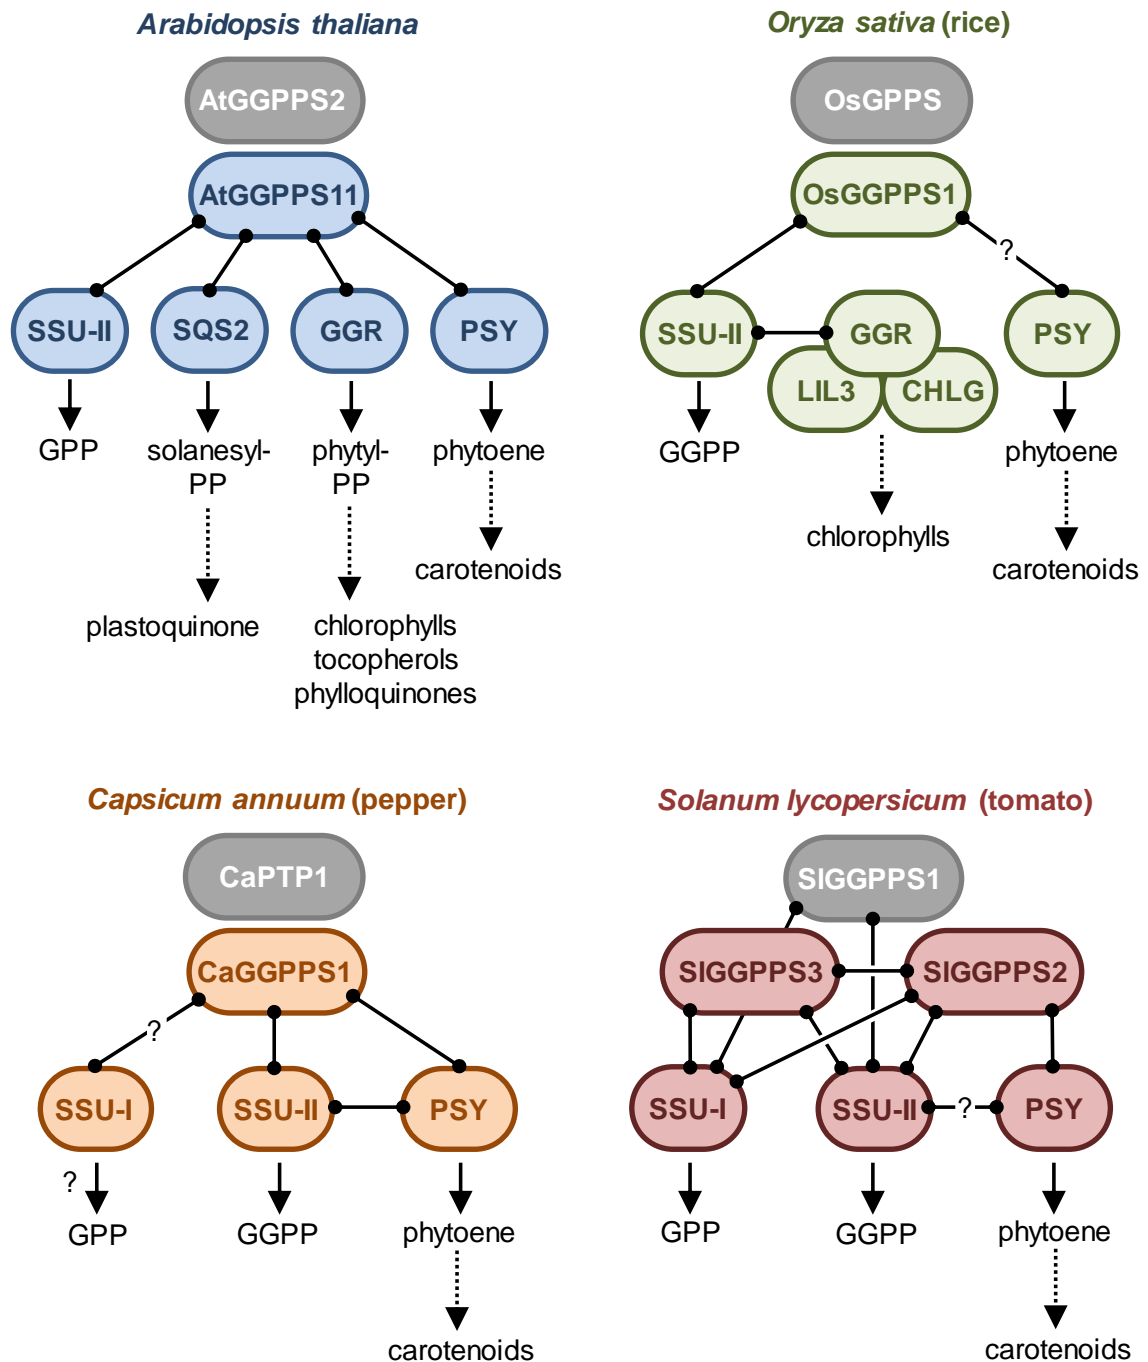 Arabidopsis thaliana
AtGGPPS2
AtGGPPS11
SSU-II
SQS2
GGR
PSY
GPP
solanesyl-
PP
phytyl-
PP
phytoene
carotenoids
plastoquinone
chlorophylls
tocopherols
phylloquinones
Oryza sativa (rice)
OsGPPS
OsGGPPS1
?
SSU-II
GGR
PSY
LIL3
CHLG
GGPP
phytoene
chlorophylls
carotenoids
Capsicum annuum (pepper)
CaPTP1
CaGGPPS1
?
SSU-I
SSU-II
PSY
?
GPP
GGPP
phytoene
carotenoids
Solanum lycopersicum (tomato)
SlGGPPS1
SlGGPPS3
SlGGPPS2
SSU-I
SSU-II
?
PSY
GPP
GGPP
phytoene
carotenoids